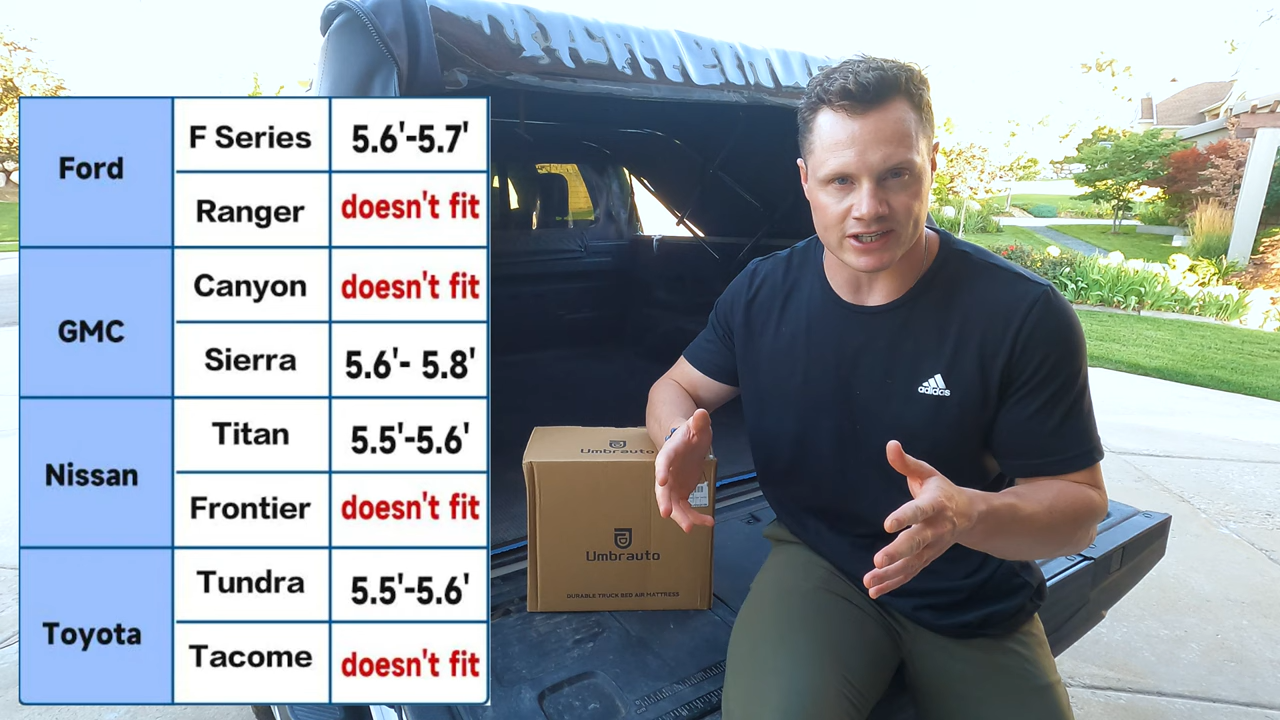 Ford
F Series
5.6'-5.7'
Ranger
doesn't fit
GMC
Canyon
doesn't fit
Sierra
5.6'- 5.8'
Nissan
Titan
5.5'-5.6'
Frontier
doesn't fit
Toyota
Tundra
5.5'-5.6'
Tacome
doesn't fit
adidas
Umbrauto
Umbrauto
DURABLE TRUCK BED AIR MATTRESS